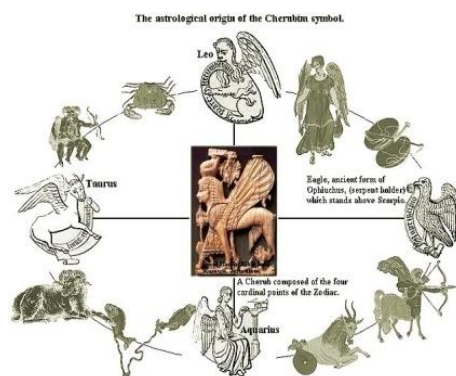 The astrological origin of the Cherubim symbol.
Leo
Taurus
Eagle, ancient form of
Ophiuchus, (serpent holder)
which stands above Scorpio.
A Cherub composed of the four
cardinal points of the Zodiac.
Aquarius